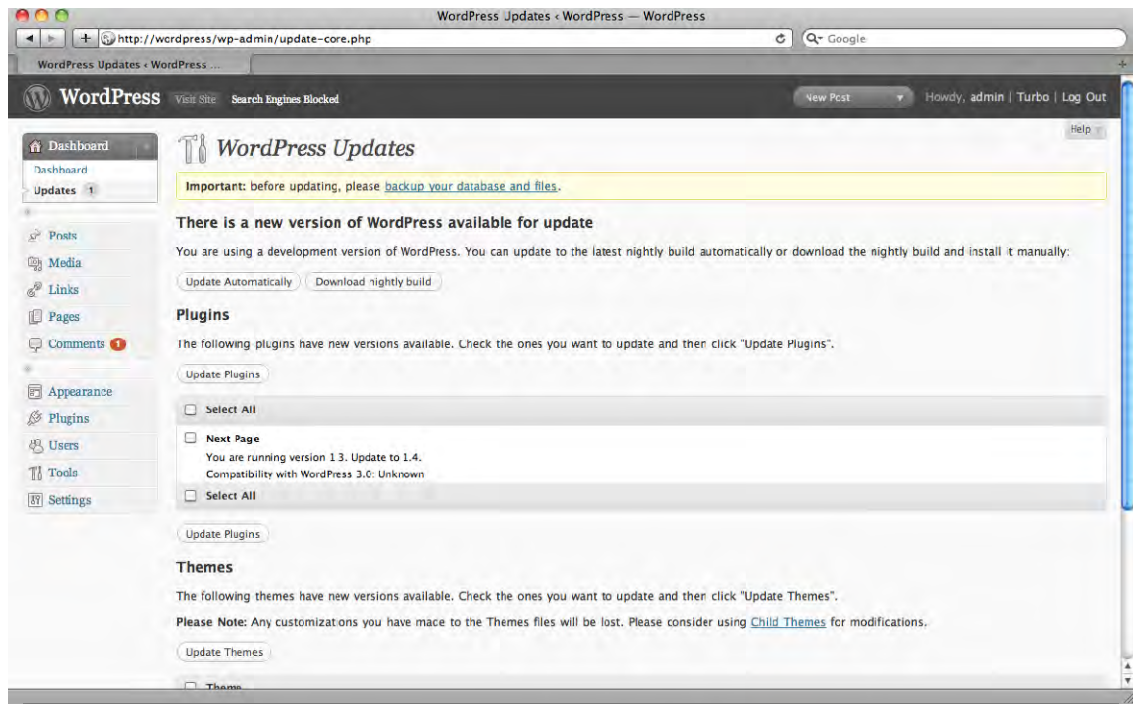 WordPress Updates ‹ WordPress — WordPress
http://wordpress/wp-admin/update-core.php
Google
WordPress Updates ‹ WordPress ...
WordPress Visit Site Search Engines Blocked New Post Howdy, admin | Turbo | Log Out
Help
Dashboard
Dashboard
Updates 1
Posts
Media
Links
Pages
Comments 1
Appearance
Plugins
Users
Tools
Settings
WordPress Updates
Important: before updating, please backup your database and files.
There is a new version of WordPress available for update
You are using a development version of WordPress. You can update to the latest nightly build automatically or download the nightly build and install it manually:
Update Automatically Download nightly build
Plugins
The following plugins have new versions available. Check the ones you want to update and then click "Update Plugins".
Update Plugins
Select All
Next Page
You are running version 1.3. Update to 1.4.
Compatibility with WordPress 3.0: Unknown
Select All
Update Plugins
Themes
The following themes have new versions available. Check the ones you want to update and then click "Update Themes".
Please Note: Any customizations you have made to the Themes files will be lost. Please consider using Child Themes for modifications.
Update Themes
Theme